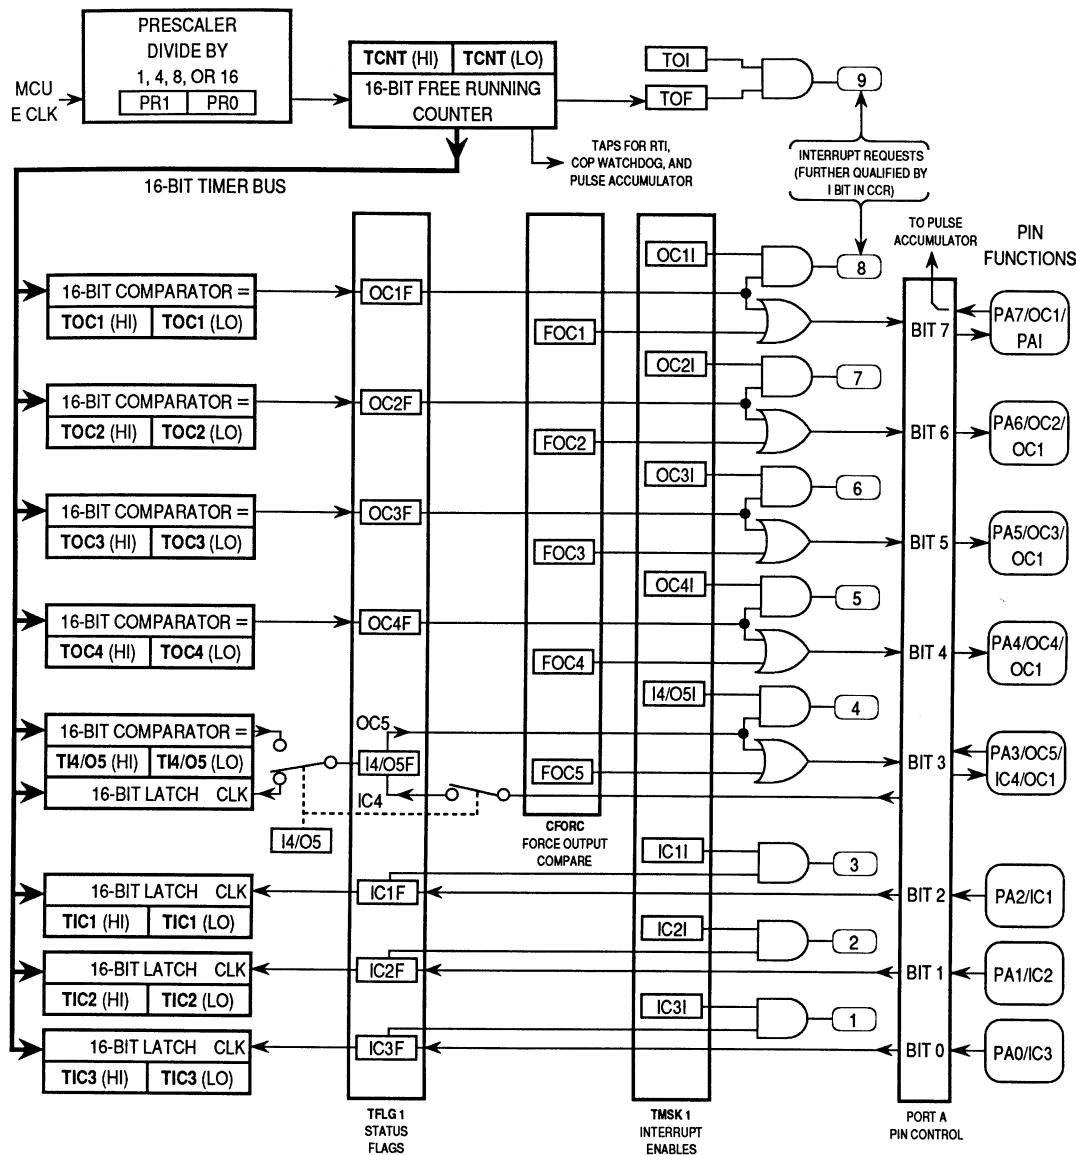 PRESCALER
DIVIDE BY
1, 4, 8, OR 16
PR1 PR0
MCU
E CLK
TCNT (HI) TCNT (LO)
16-BIT FREE RUNNING
COUNTER
TOI
TOF
9
TAPS FOR RTI,
COP WATCHDOG, AND
PULSE ACCUMULATOR
INTERRUPT REQUESTS
(FURTHER QUALIFIED BY
I BIT IN CCR)
16-BIT TIMER BUS
TO PULSE
ACCUMULATOR
PIN
FUNCTIONS
OC1I
8
16-BIT COMPARATOR =
TOC1 (HI) TOC1 (LO)
OC1F
FOC1
BIT 7
PA7/OC1/
PAI
OC2I
7
16-BIT COMPARATOR =
TOC2 (HI) TOC2 (LO)
OC2F
FOC2
BIT 6
PA6/OC2/
OC1
OC3I
6
16-BIT COMPARATOR =
TOC3 (HI) TOC3 (LO)
OC3F
FOC3
BIT 5
PA5/OC3/
OC1
OC4I
5
16-BIT COMPARATOR =
TOC4 (HI) TOC4 (LO)
OC4F
FOC4
BIT 4
PA4/OC4/
OC1
I4/O5I
4
16-BIT COMPARATOR =
TI4/O5 (HI) TI4/O5 (LO)
16-BIT LATCH CLK
OC5
I4/O5F
IC4
FOC5
BIT 3
PA3/OC5/
IC4/OC1
I4/O5
CFORC
FORCE OUTPUT
COMPARE
IC1I
3
16-BIT LATCH CLK
TIC1 (HI) TIC1 (LO)
IC1F
BIT 2
PA2/IC1
IC2I
2
16-BIT LATCH CLK
TIC2 (HI) TIC2 (LO)
IC2F
BIT 1
PA1/IC2
IC3I
1
16-BIT LATCH CLK
TIC3 (HI) TIC3 (LO)
IC3F
BIT 0
PA0/IC3
TFLG 1
STATUS
FLAGS
TMSK 1
INTERRUPT
ENABLES
PORT A
PIN CONTROL